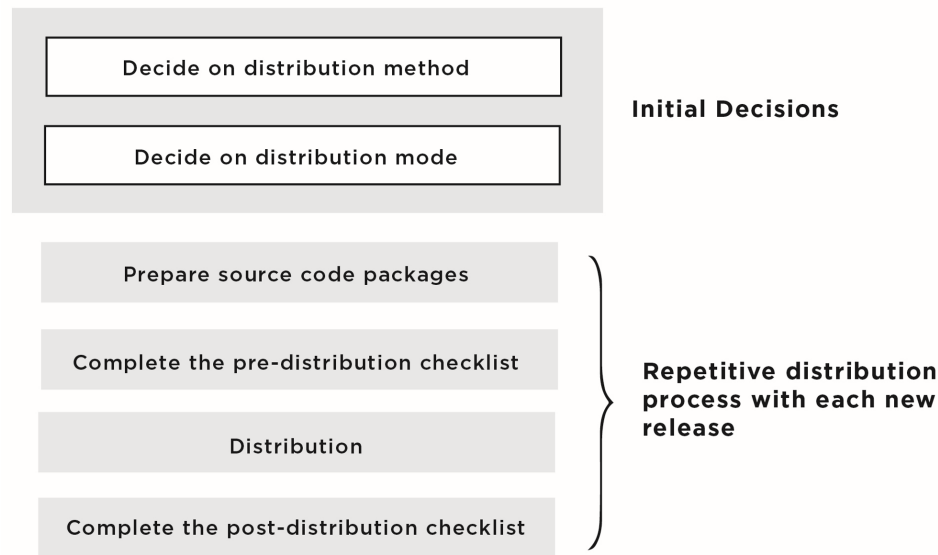 Decide on distribution method
Decide on distribution mode
Initial Decisions
Prepare source code packages
Complete the pre-distribution checklist
Distribution
Complete the post-distribution checklist
Repetitive distribution
process with each new
release